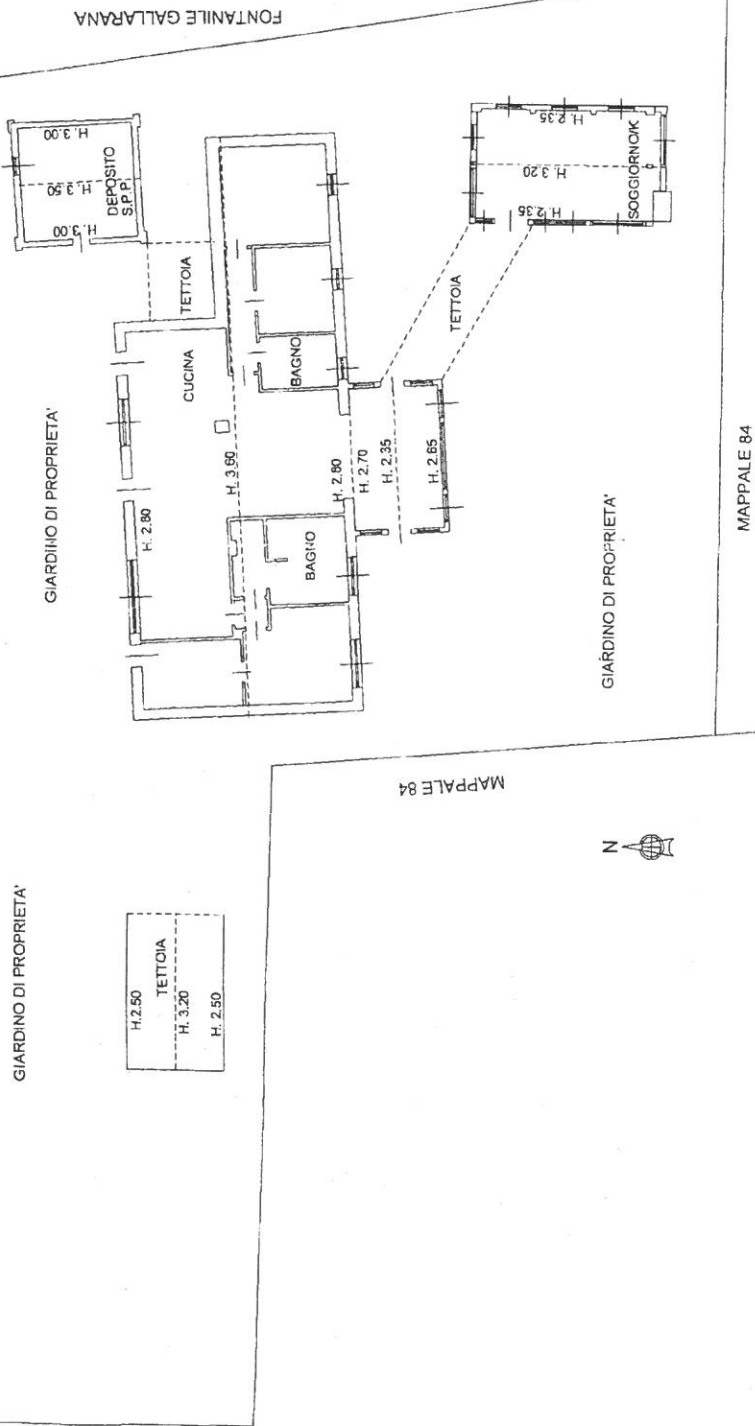 FONTANILE GALLARANA
H. 3.00
H. 3.50
DEPOSITO
S.P.P.
H. 3.00
TETTOIA
GIARDINO DI PROPRIETA'
CUCINA
H. 2.80
H. 3.60
BAGNO
BAGNO
H. 2.80
H. 2.70
H. 2.35
H. 2.65
TETTOIA
H. 2.35
H. 3.20
H. 2.35
SOGGIORNO/K
GIARDINO DI PROPRIETA'
MAPPALE 84
MAPPALE 84
GIARDINO DI PROPRIETA'
H.2.50
TETTOIA
H. 3.20
H. 2.50
N